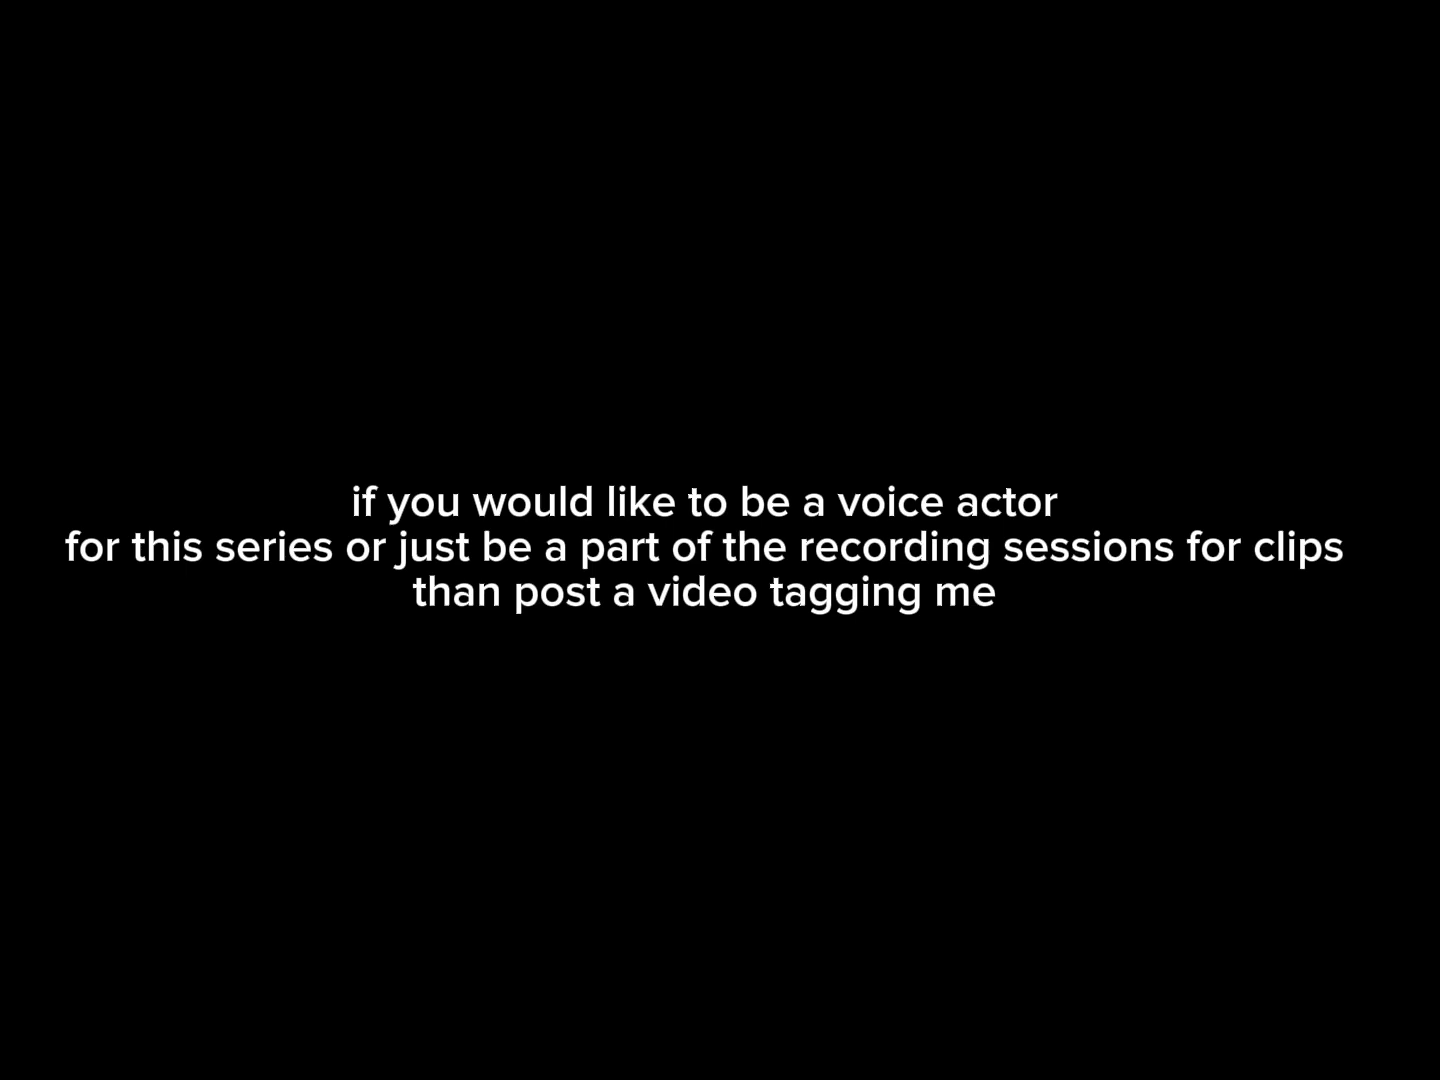 if you would like to be a voice actor
for this series or just be a part of the recording sessions for clips
than post a video tagging me